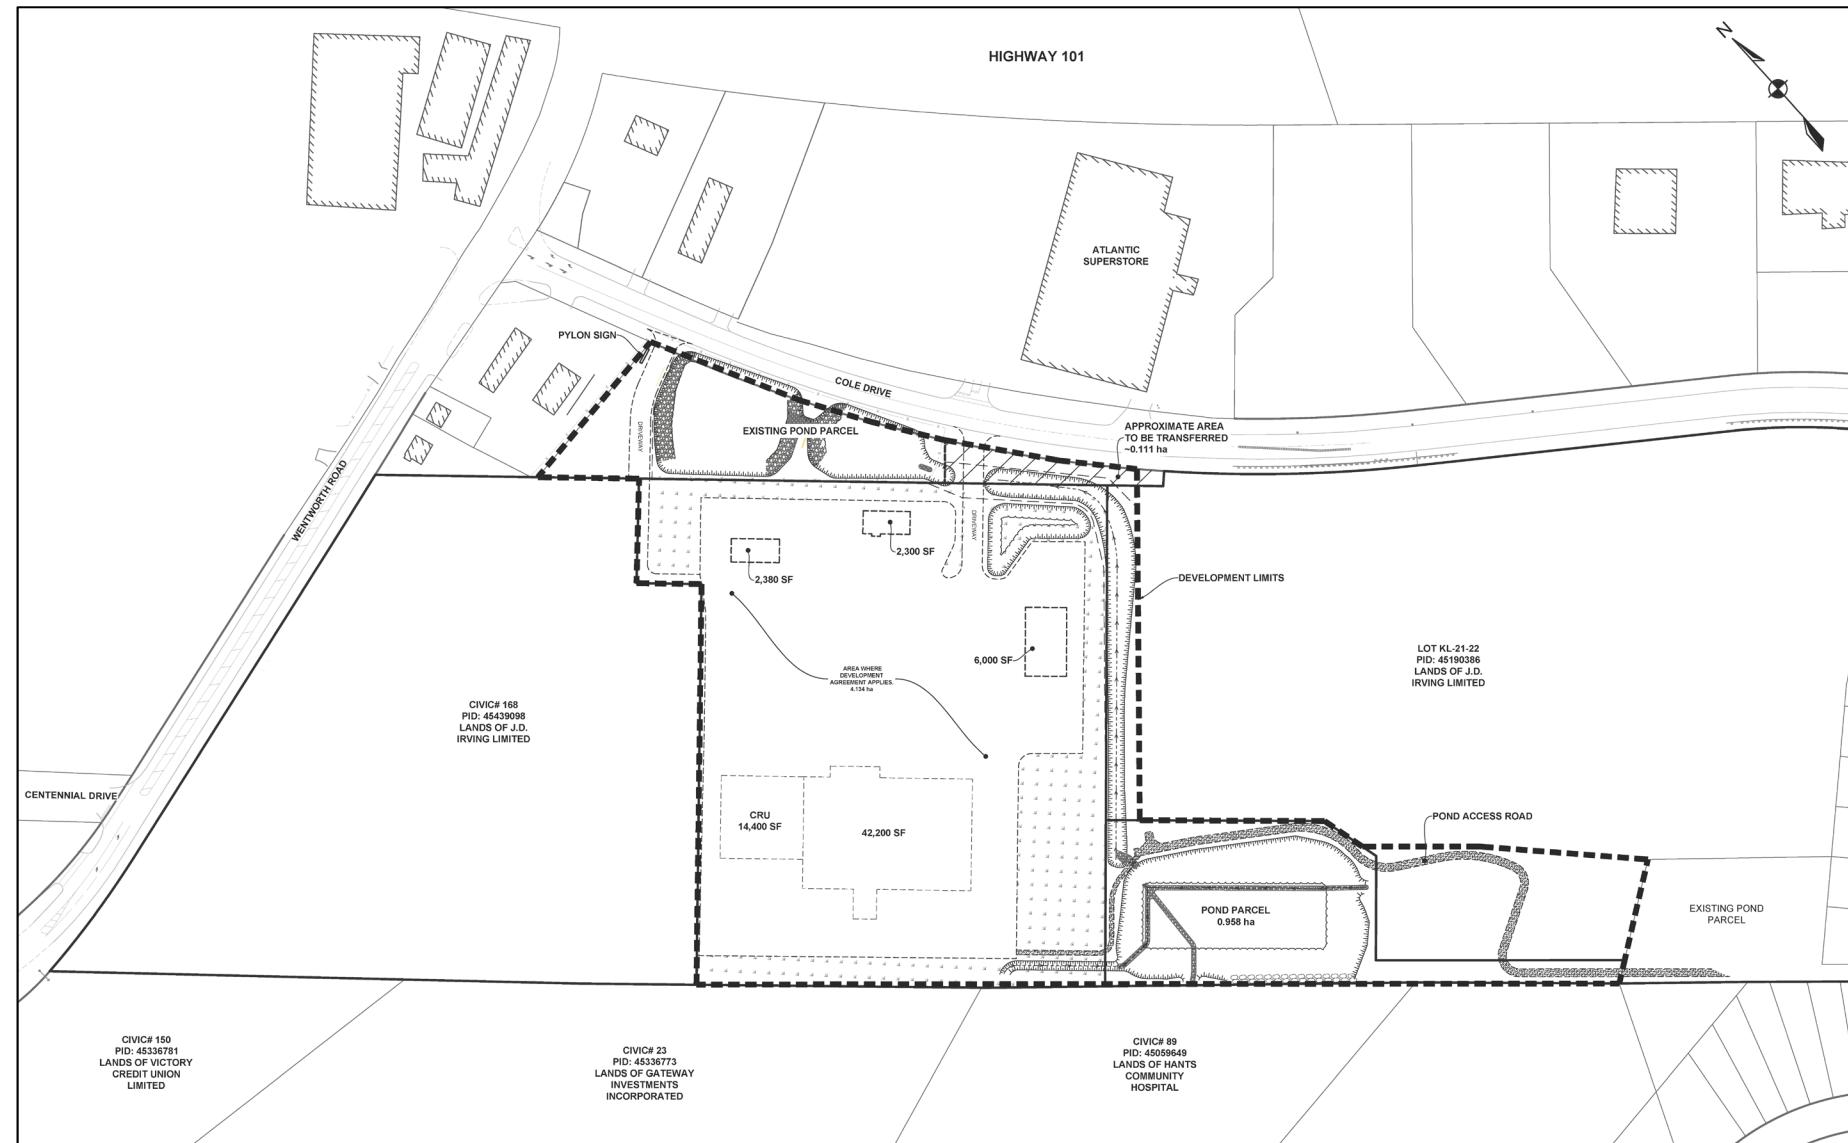 HIGHWAY 101
N
ATLANTIC
SUPERSTORE
PYLON SIGN
COLE DRIVE
EXISTING POND PARCEL
DRIVEWAY
APPROXIMATE AREA
TO BE TRANSFERRED
~0.111 ha
WENTWORTH ROAD
DRIVEWAY
2,300 SF
2,380 SF
DEVELOPMENT LIMITS
6,000 SF
AREA WHERE
DEVELOPMENT
AGREEMENT APPLIES.
4.134 ha
LOT KL-21-22
PID: 45190386
LANDS OF J.D.
IRVING LIMITED
CIVIC# 168
PID: 45439098
LANDS OF J.D.
IRVING LIMITED
CENTENNIAL DRIVE
CRU
14,400 SF
42,200 SF
POND ACCESS ROAD
POND PARCEL
0.958 ha
EXISTING POND
PARCEL
CIVIC# 150
PID: 45336781
LANDS OF VICTORY
CREDIT UNION
LIMITED
CIVIC# 23
PID: 45336773
LANDS OF GATEWAY
INVESTMENTS
INCORPORATED
CIVIC# 89
PID: 45059649
LANDS OF HANTS
COMMUNITY
HOSPITAL